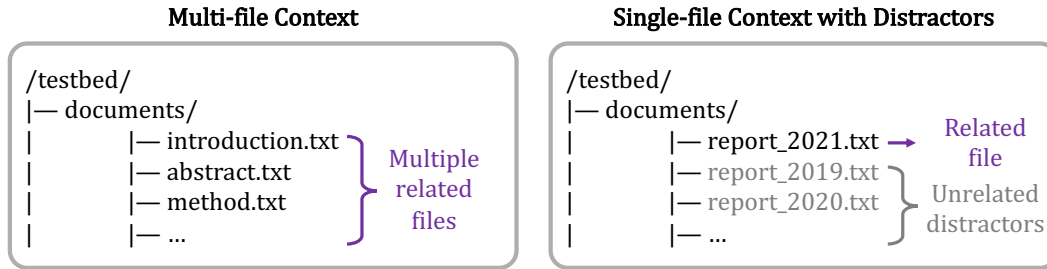 Multi-file Context
/testbed/
|— documents/
| |— introduction.txt
| |— abstract.txt
| |— method.txt
| |— ...
Multiple
related
files
Single-file Context with Distractors
/testbed/
|— documents/
| |— report_2021.txt
| |— report_2019.txt
| |— report_2020.txt
| |— ...
Related
file
Unrelated
distractors